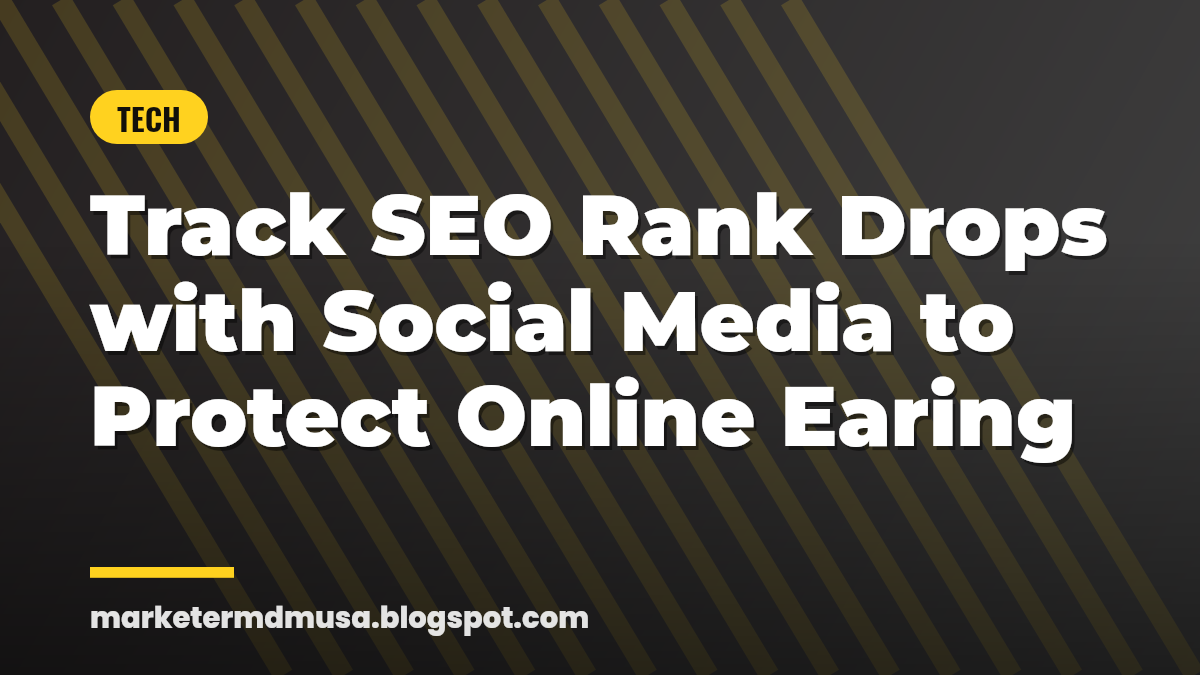 TECH
Track SEO Rank Drops
with Social Media to
Protect Online Earing
marketermdmusa.blogspot.com